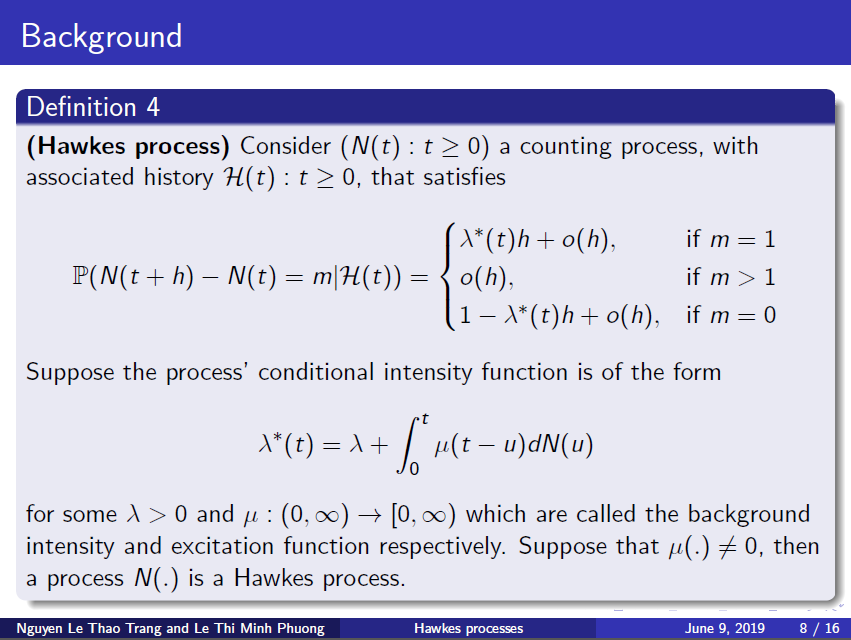 Background
Definition 4
(Hawkes process) Consider (N(t) : t ≥ 0) a counting process, with
associated history ℋ(t) : t ≥ 0, that satisfies
ℙ(N(t + h) − N(t) = m|ℋ(t)) = { λ*(t)h + o(h), if m = 1
o(h), if m > 1
1 − λ*(t)h + o(h), if m = 0
Suppose the process' conditional intensity function is of the form
λ*(t) = λ + ∫₀ᵗ μ(t − u)dN(u)
for some λ > 0 and μ : (0, ∞) → [0, ∞) which are called the background
intensity and excitation function respectively. Suppose that μ(.) ≠ 0, then
a process N(.) is a Hawkes process.
Nguyen Le Thao Trang and Le Thi Minh Phuong Hawkes processes June 9, 2019 8 / 16